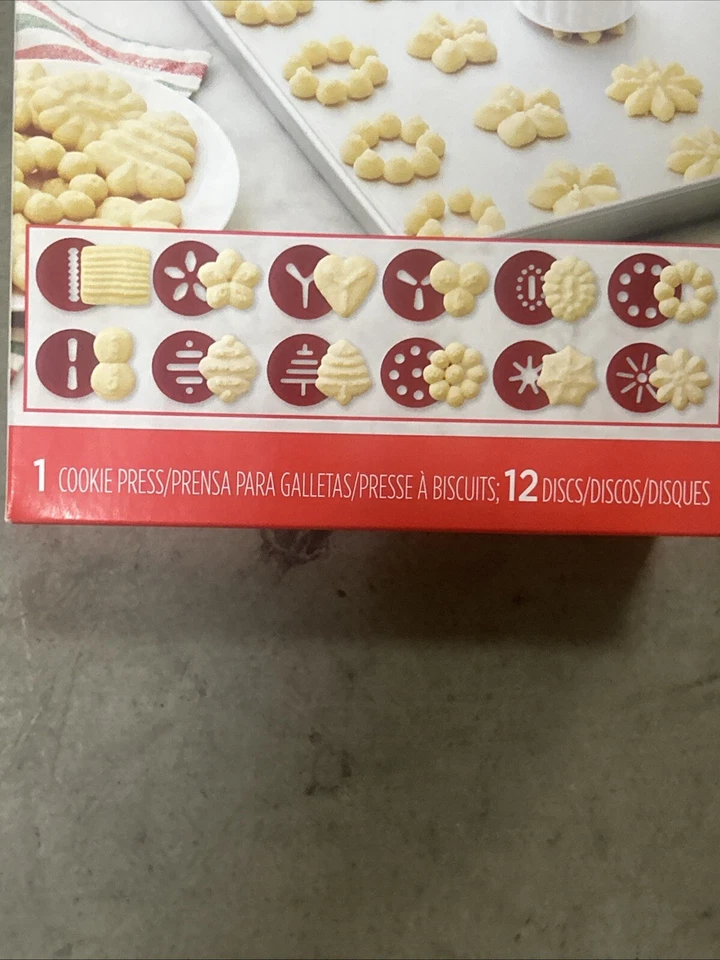 1 COOKIE PRESS/PRENSA PARA GALLETAS/PRESSE À BISCUITS; 12 DISCS/DISCOS/DISQUES